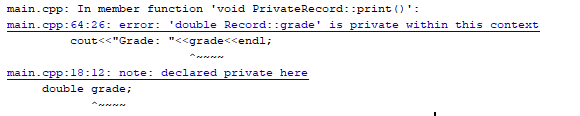 main.cpp: In member function 'void PrivateRecord::print()':
main.cpp:64:26: error: 'double Record::grade' is private within this context
cout<<"Grade: "<<grade<<endl;
^~~~~
main.cpp:18:12: note: declared private here
double grade;
^~~~~